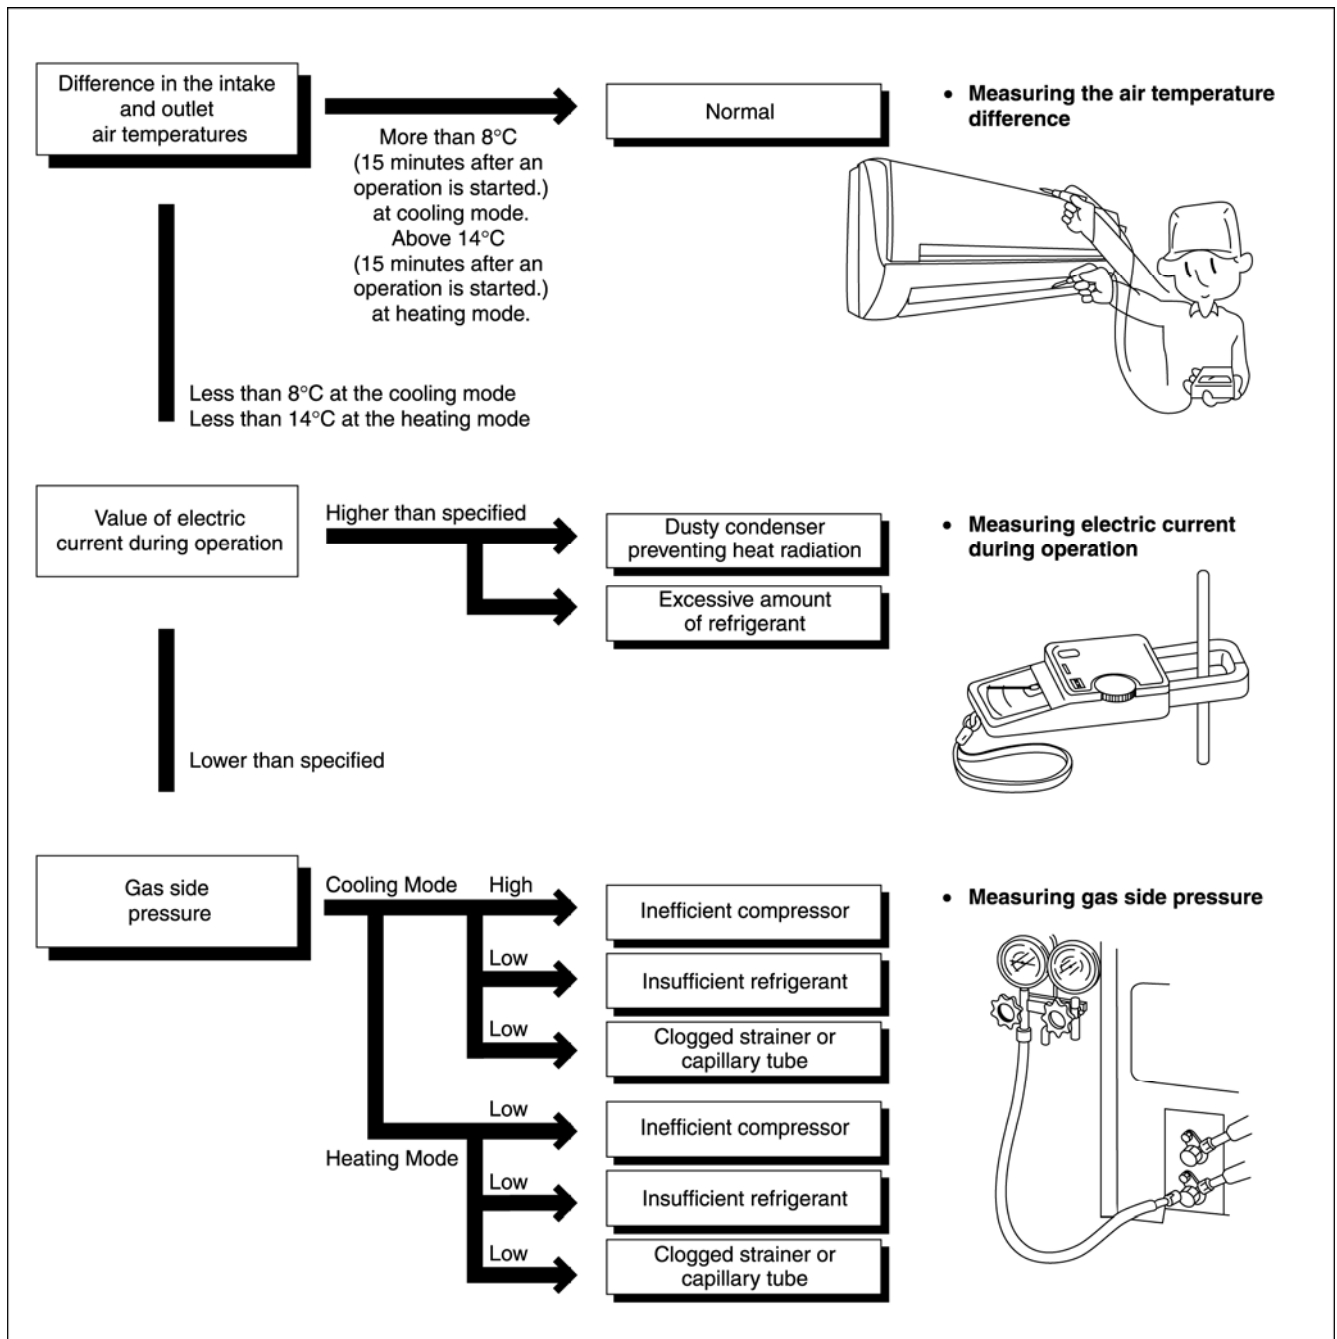 Difference in the intake
and outlet
air temperatures
More than 8°C
(15 minutes after an
operation is started.)
at cooling mode.
Above 14°C
(15 minutes after an
operation is started.)
at heating mode.
Normal
• Measuring the air temperature
difference
Less than 8°C at the cooling mode
Less than 14°C at the heating mode
Value of electric
current during operation
Higher than specified
Dusty condenser
preventing heat radiation
Excessive amount
of refrigerant
• Measuring electric current
during operation
Lower than specified
Gas side
pressure
Cooling Mode
High
Inefficient compressor
Low
Insufficient refrigerant
Low
Clogged strainer or
capillary tube
Heating Mode
Low
Inefficient compressor
Low
Insufficient refrigerant
Low
Clogged strainer or
capillary tube
• Measuring gas side pressure